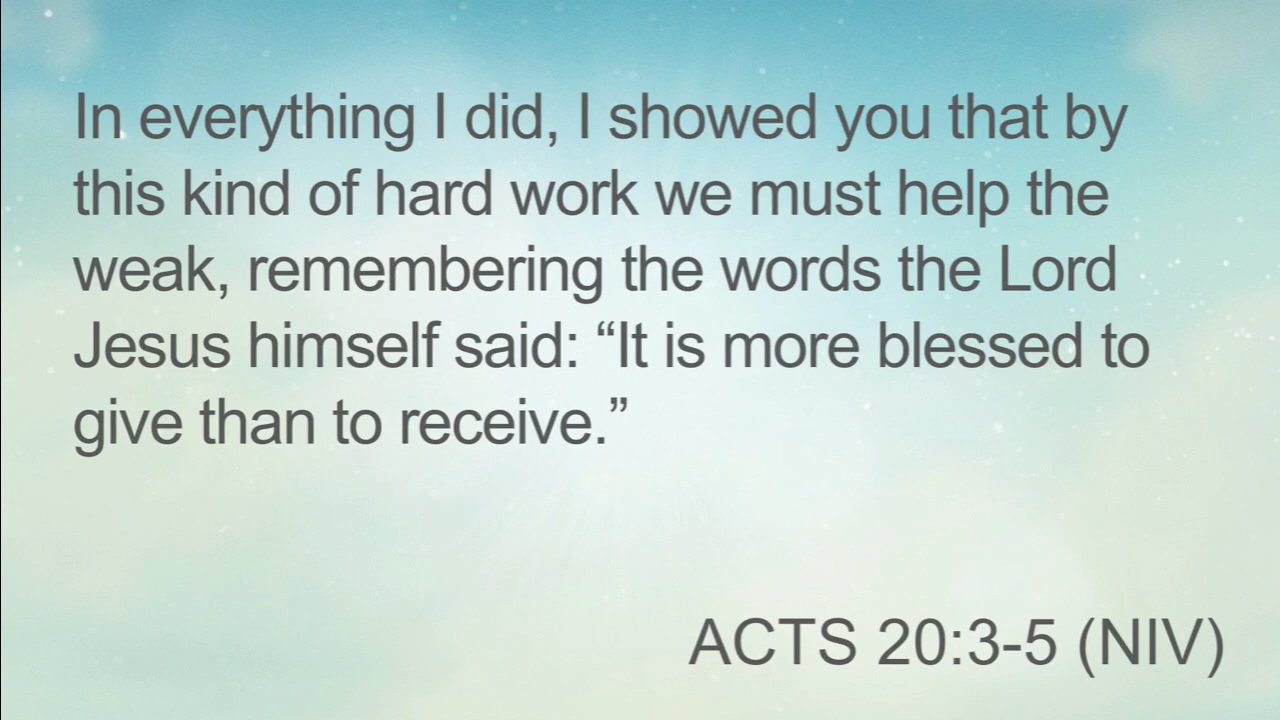 In everything I did, I showed you that by
this kind of hard work we must help the
weak, remembering the words the Lord
Jesus himself said: “It is more blessed to
give than to receive.”
ACTS 20:3-5 (NIV)